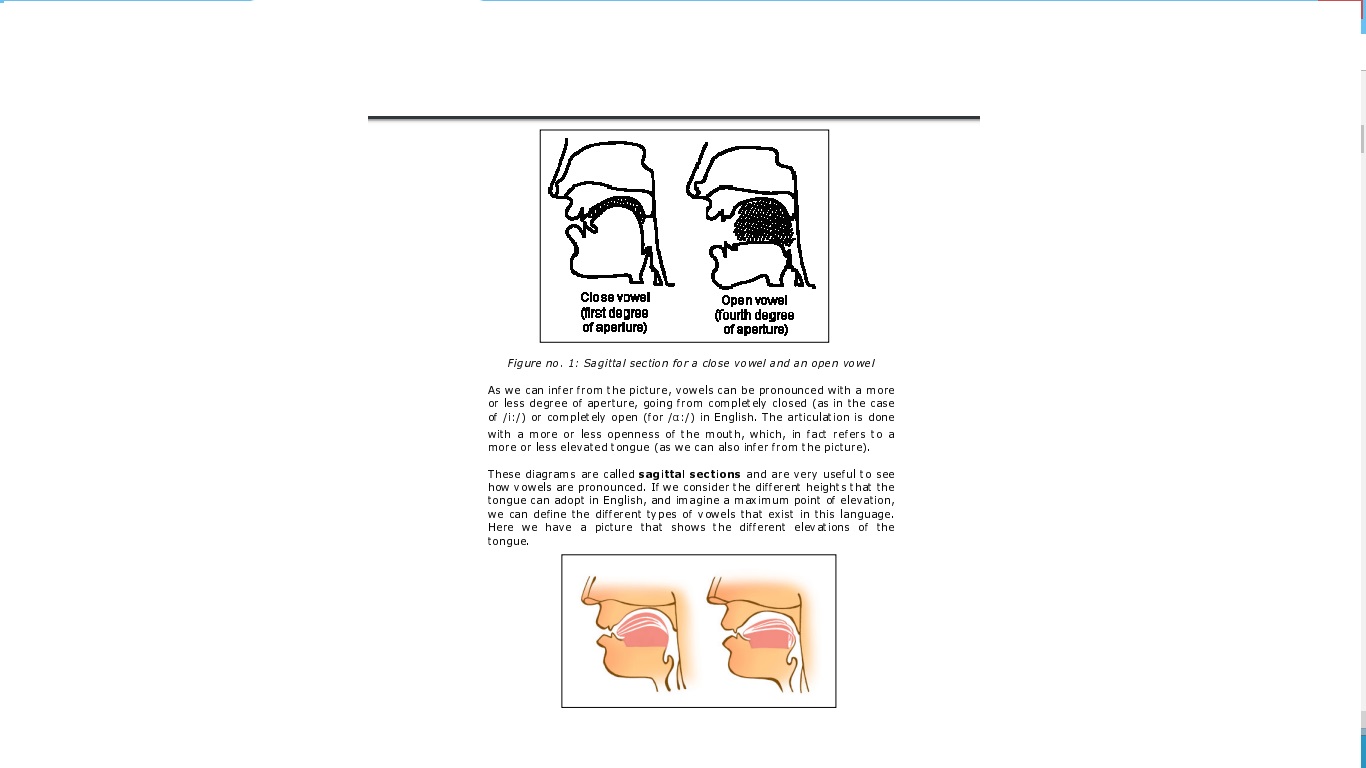 Close vowel
(first degree
of aperture)
Open vowel
(fourth degree
of aperture)
Figure no. 1: Sagittal section for a close vowel and an open vowel
As we can infer from the picture, vowels can be pronounced with a more
or less degree of aperture, going from completely closed (as in the case
of /i:/) or completely open (for /ɑ:/) in English. The articulation is done
with a more or less openness of the mouth, which, in fact refers to a
more or less elevated tongue (as we can also infer from the picture).
These diagrams are called sagittal sections and are very useful to see
how vowels are pronounced. If we consider the different heights that the
tongue can adopt in English, and imagine a maximum point of elevation,
we can define the different types of vowels that exist in this language.
Here we have a picture that shows the different elevations of the
tongue.